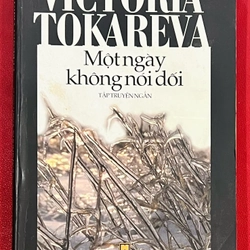 VICTORIA
TOKAREVA
Một ngày
không nói dối
TẬP TRUYỆN NGẮN